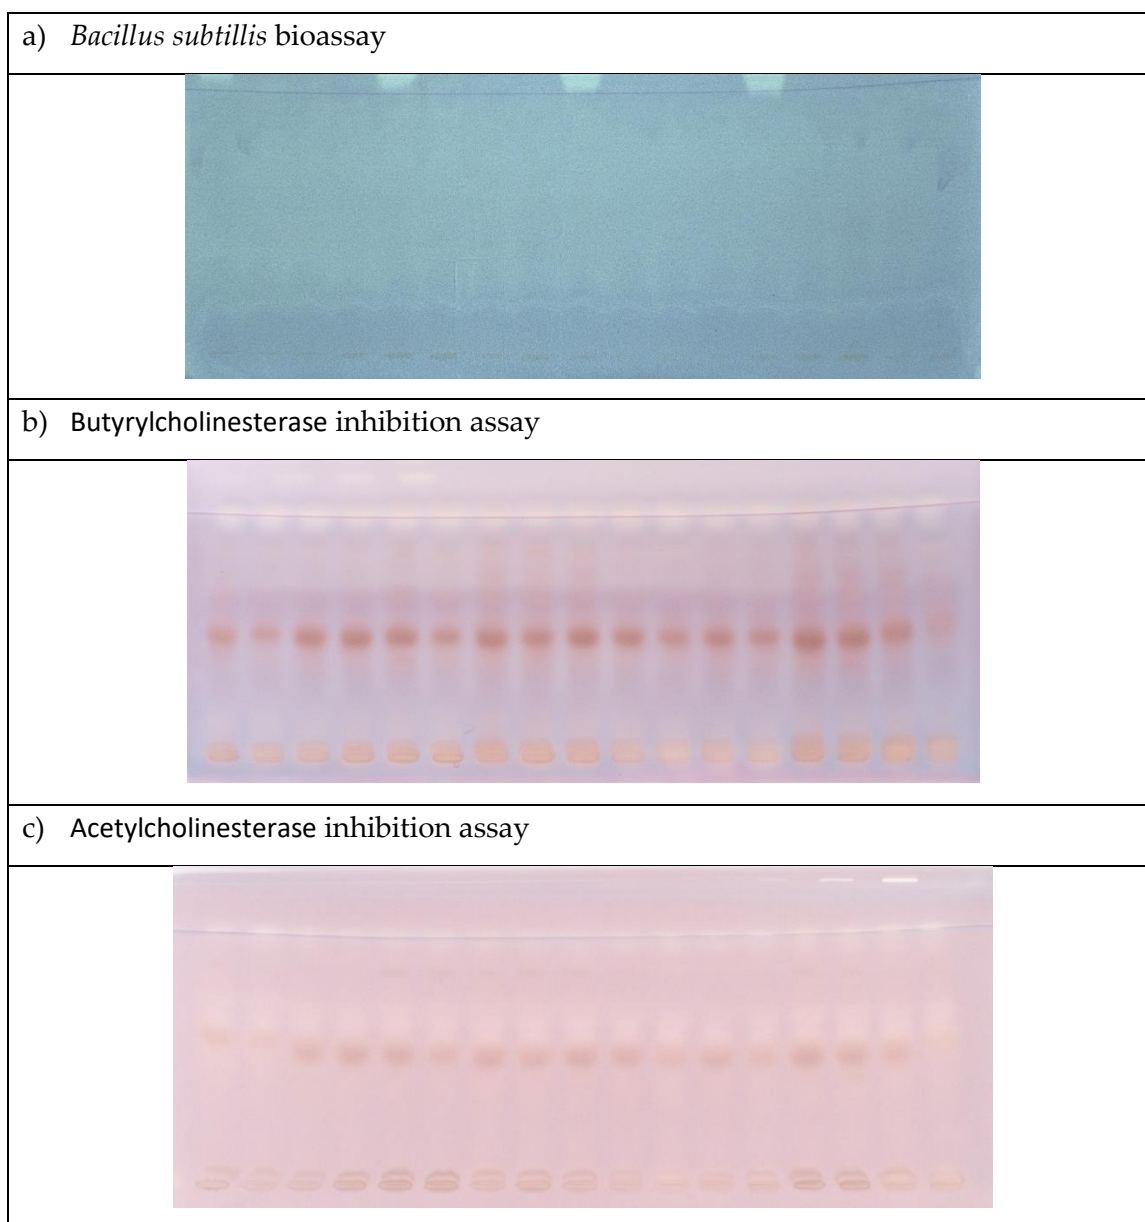 a) Bacillus subtillis bioassay
b) Butyrylcholinesterase inhibition assay
c) Acetylcholinesterase inhibition assay